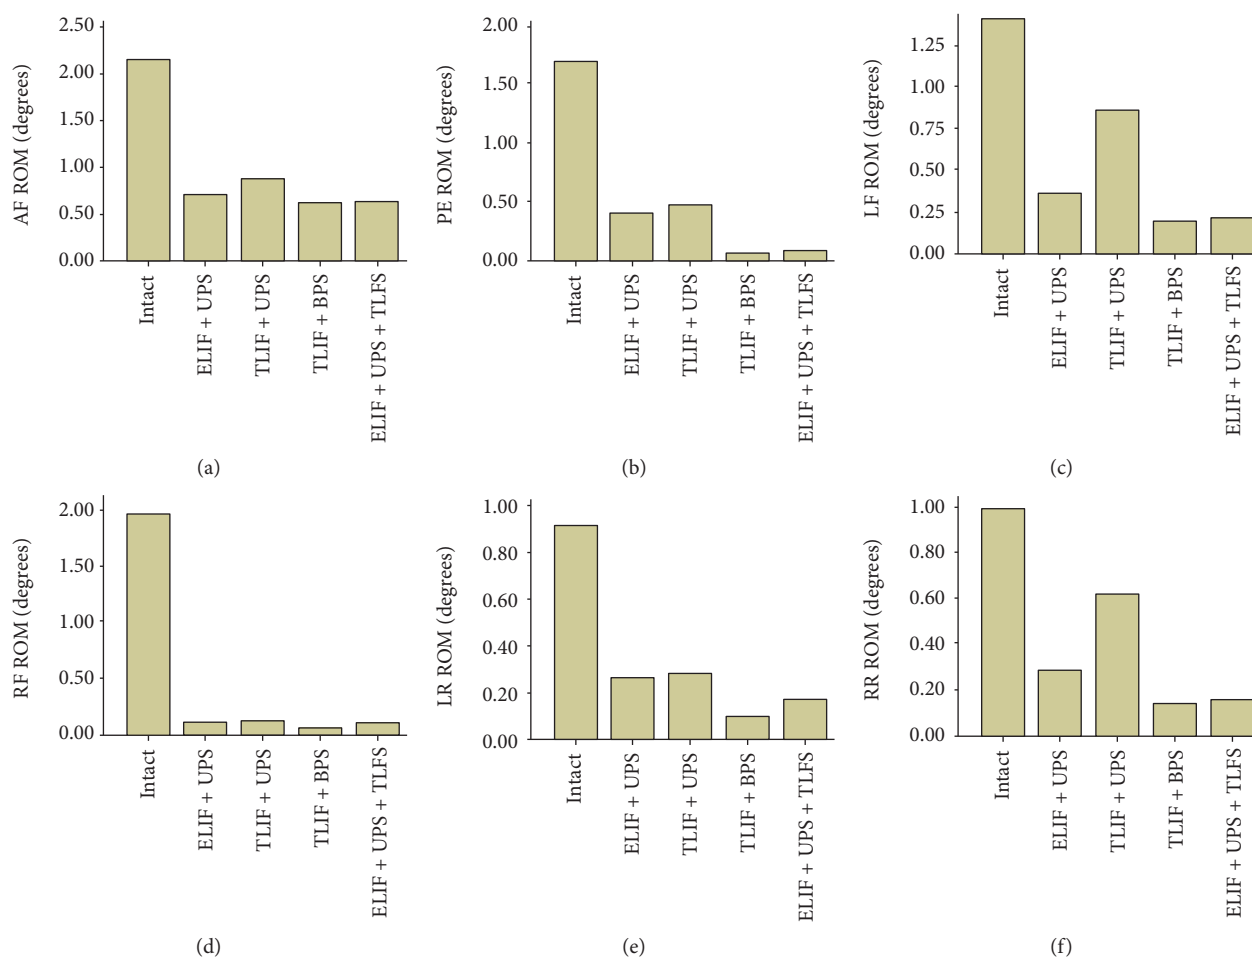 AF ROM (degrees)
2.50
2.00
1.50
1.00
0.50
0.00
Intact
ELIF + UPS
TLIF + UPS
TLIF + BPS
ELIF + UPS + TLFS
(a)
PE ROM (degrees)
2.00
1.50
1.00
0.50
0.00
Intact
ELIF + UPS
TLIF + UPS
TLIF + BPS
ELIF + UPS + TLFS
(b)
LF ROM (degrees)
1.25
1.00
0.75
0.50
0.25
0.00
Intact
ELIF + UPS
TLIF + UPS
TLIF + BPS
ELIF + UPS + TLFS
(c)
RF ROM (degrees)
2.00
1.50
1.00
0.50
0.00
Intact
ELIF + UPS
TLIF + UPS
TLIF + BPS
ELIF + UPS + TLFS
(d)
LR ROM (degrees)
1.00
0.80
0.60
0.40
0.20
0.00
Intact
ELIF + UPS
TLIF + UPS
TLIF + BPS
ELIF + UPS + TLFS
(e)
RR ROM (degrees)
1.00
0.80
0.60
0.40
0.20
0.00
Intact
ELIF + UPS
TLIF + UPS
TLIF + BPS
ELIF + UPS + TLFS
(f)